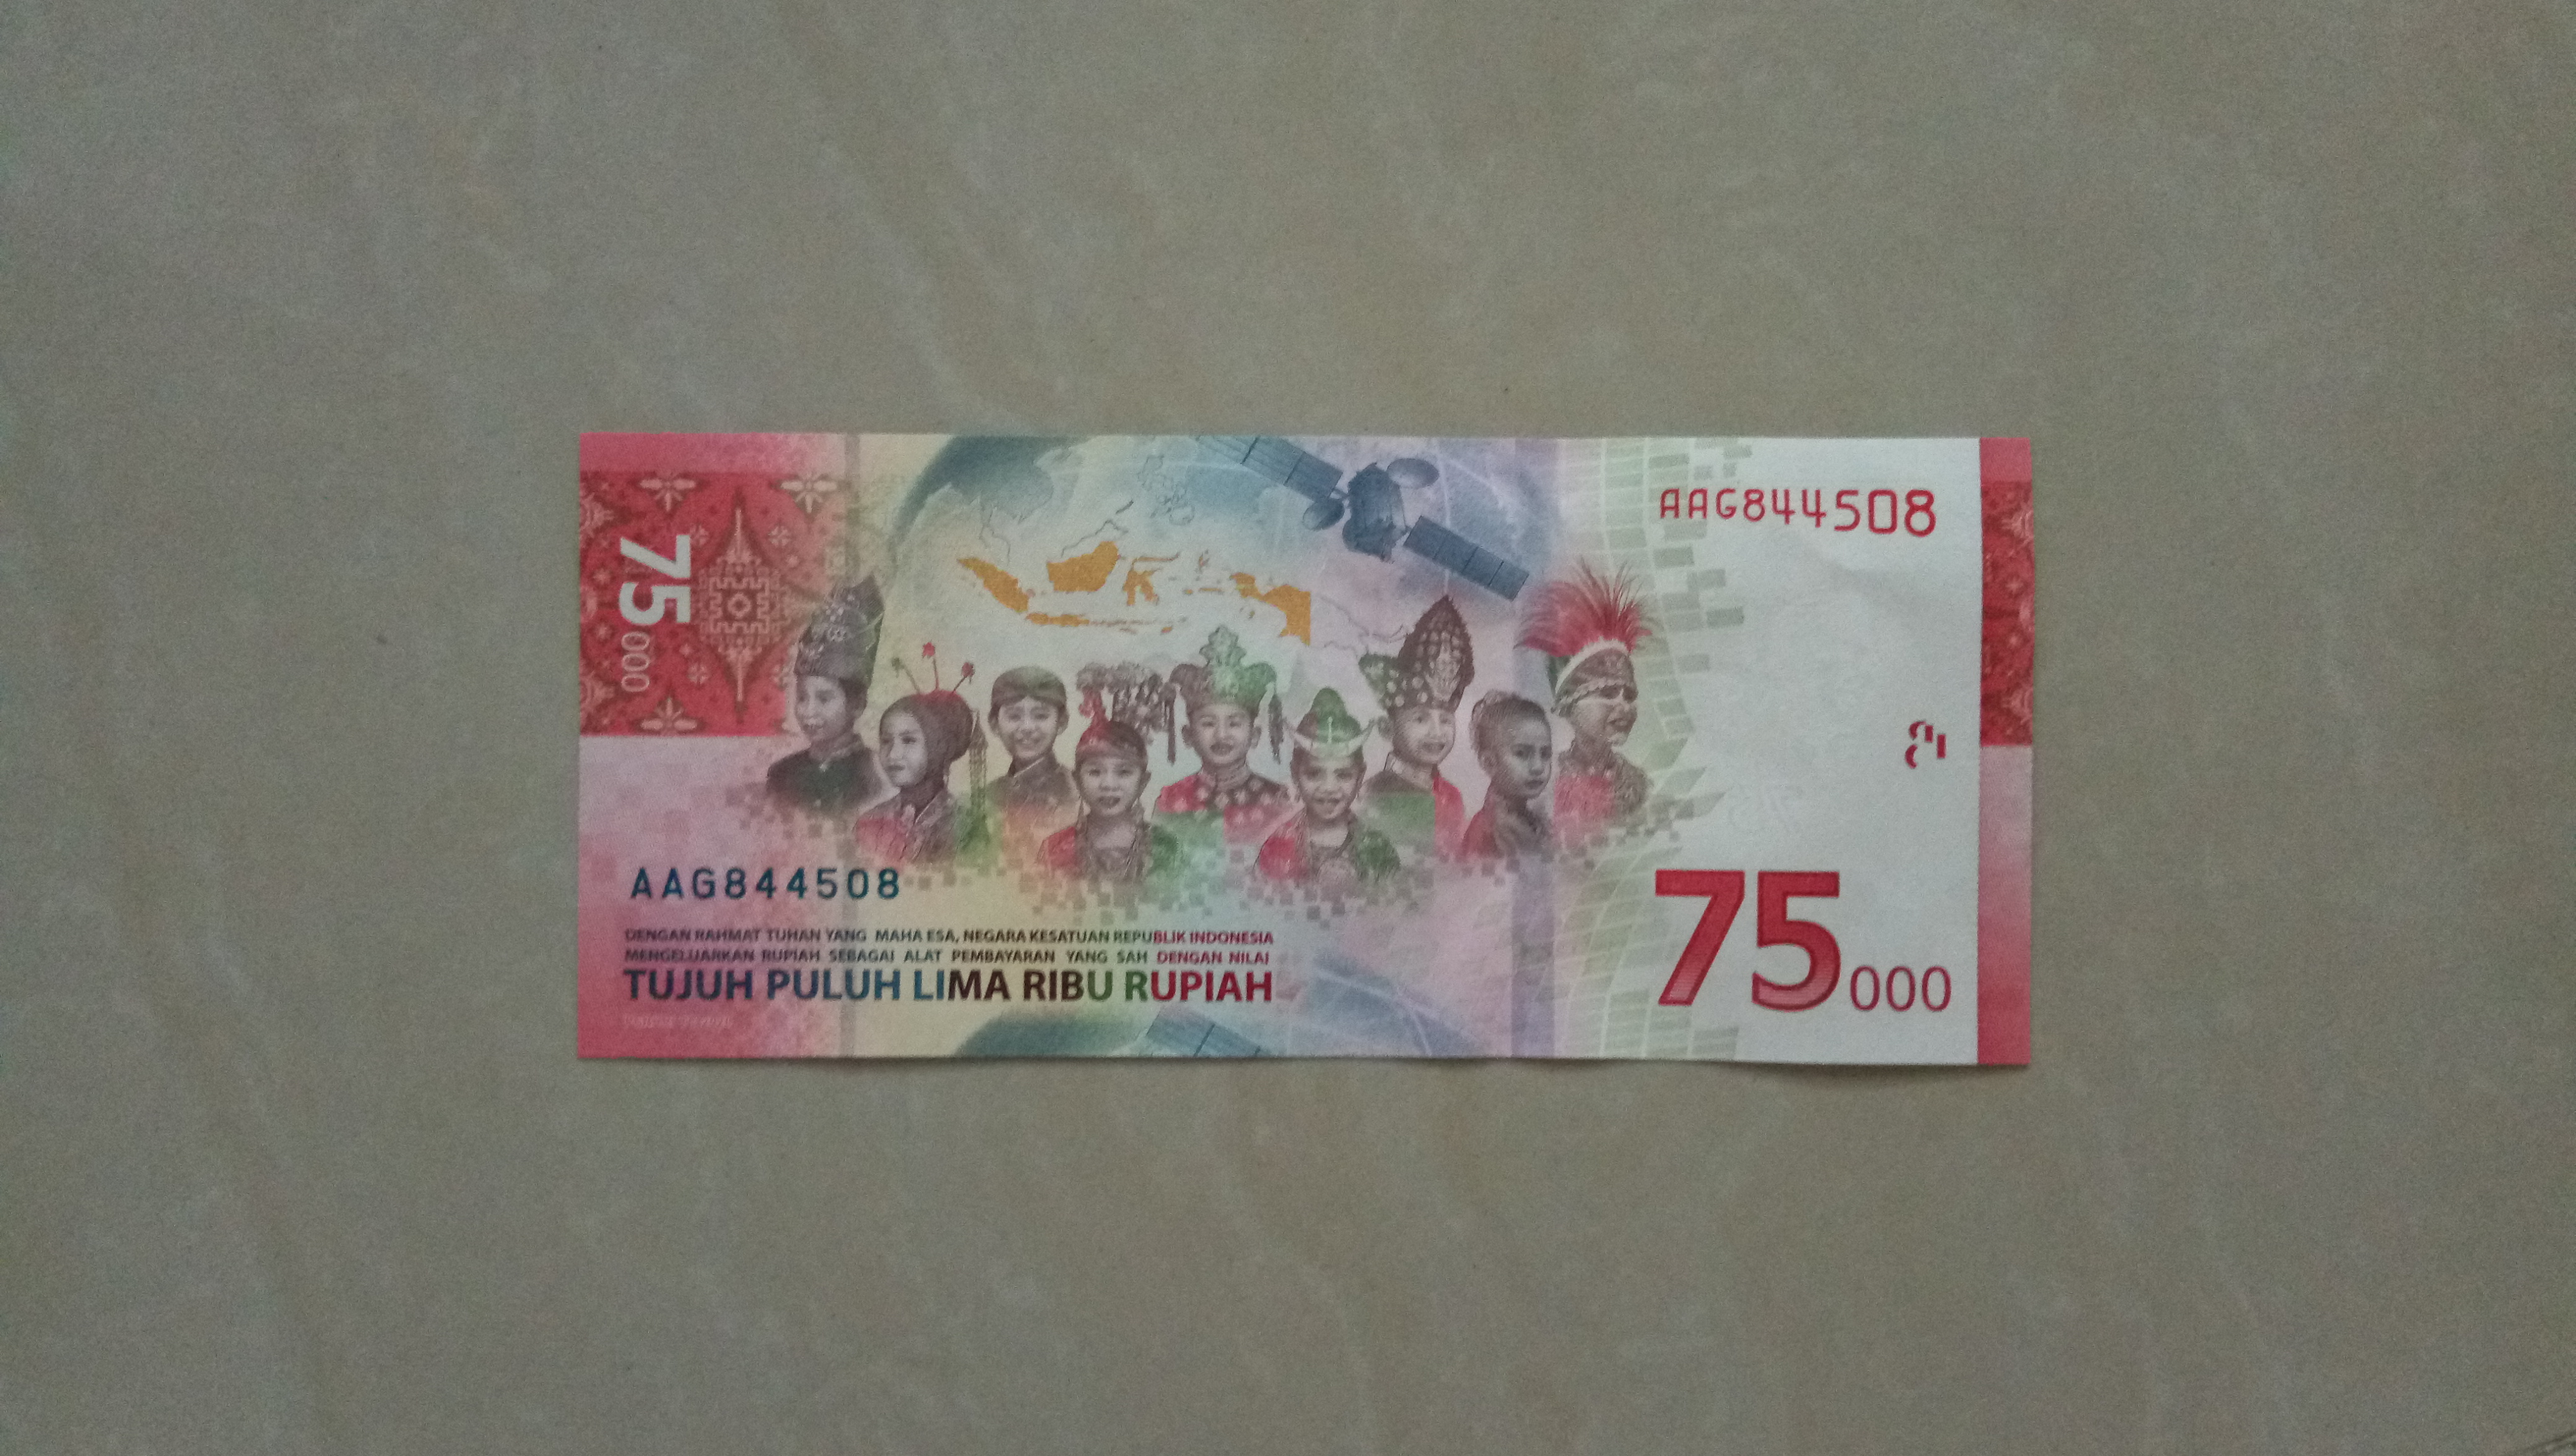 75
000
AAG844508
AAG844508
DENGAN RAHMAT TUHAN YANG MAHA ESA, NEGARA KESATUAN REPUBLIK INDONESIA
MENGELUARKAN RUPIAH SEBAGAI ALAT PEMBAYARAN YANG SAH DENGAN NILAI
TUJUH PULUH LIMA RIBU RUPIAH
75000